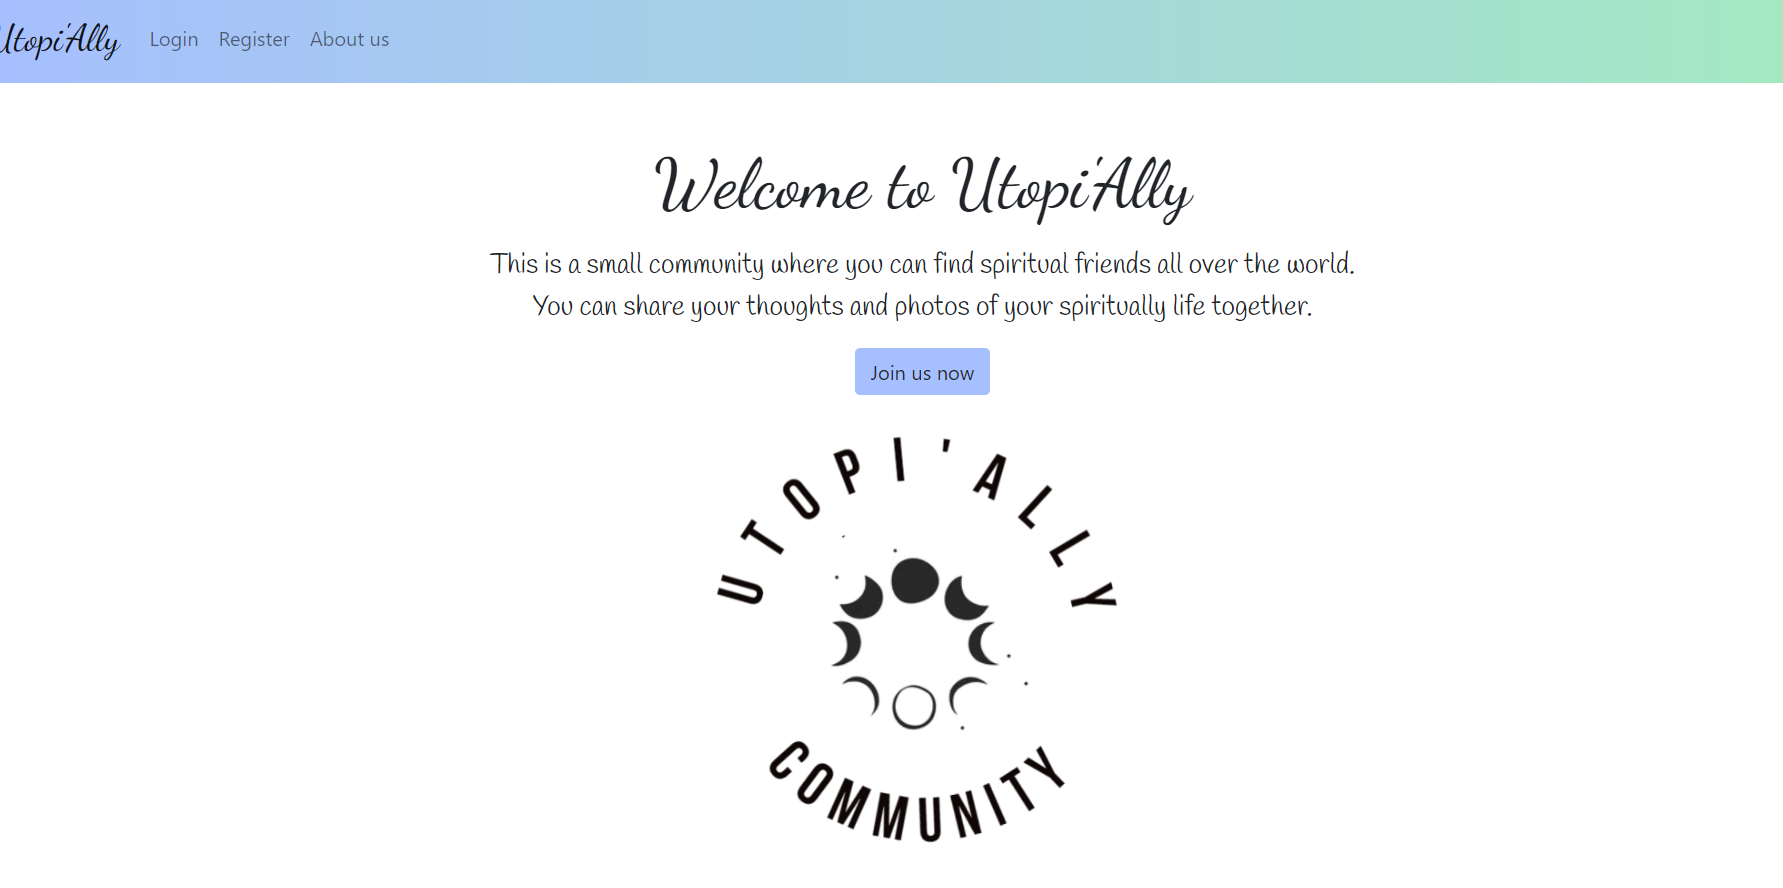 Utopi'Ally Login Register About us
Welcome to Utopi'Ally
This is a small community where you can find spiritual friends all over the world.
You can share your thoughts and photos of your spiritually life together.
Join us now
UTOPI'ALLY
COMMUNITY